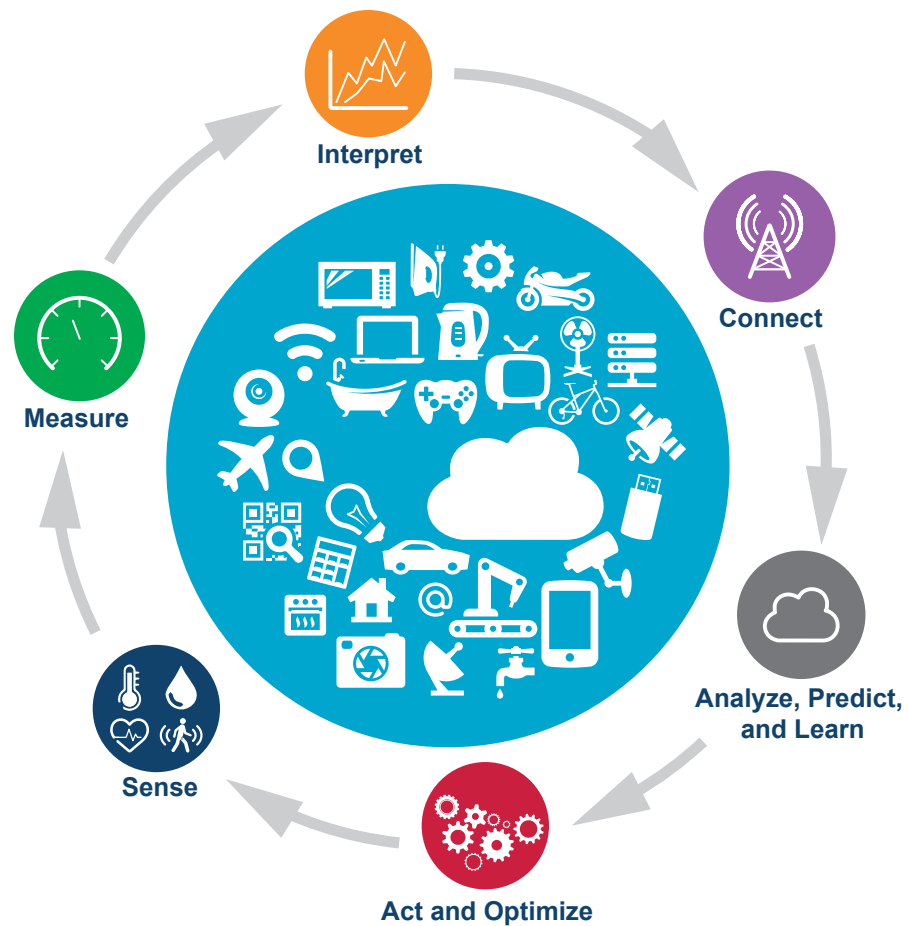 Interpret
Connect
Measure
@
Analyze, Predict,
and Learn
Sense
Act and Optimize